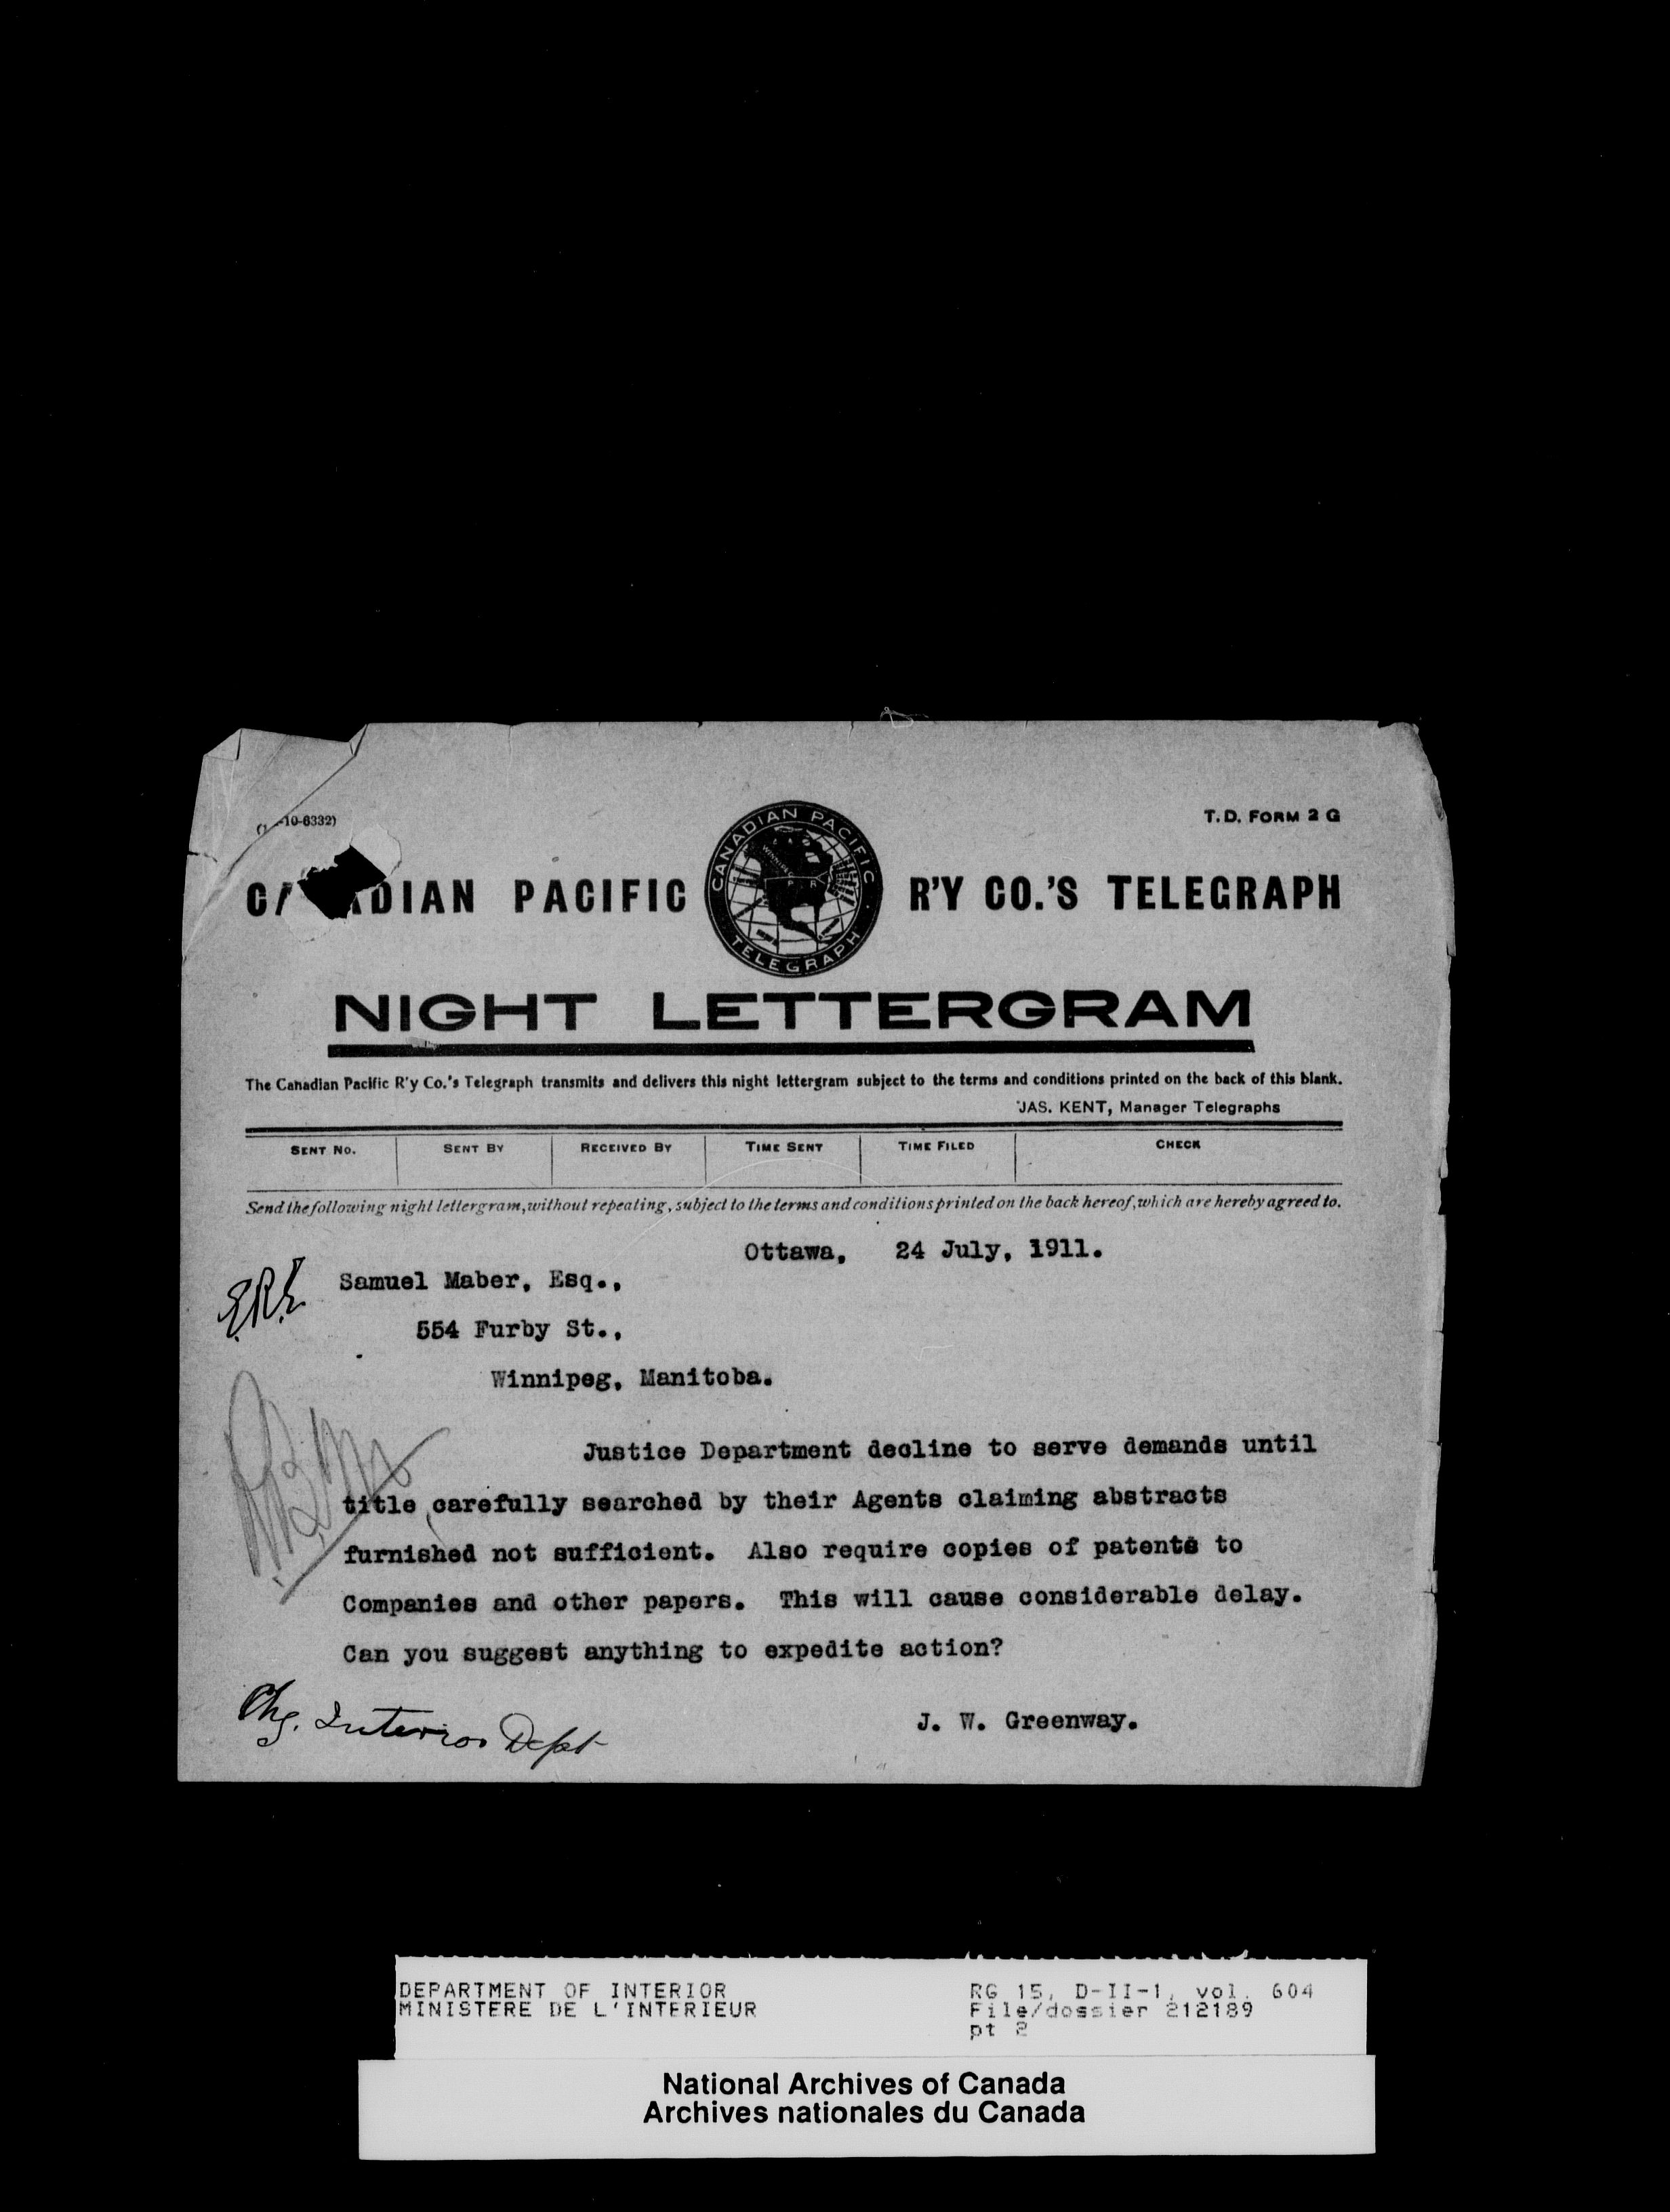 -10-6332)
T.D. FORM 2 G
DIAN PACIFIC R'Y CO.'S TELEGRAPH
CANADIAN PACIFIC
TELEGRAPH
NIGHT LETTERGRAM
The Canadian Pacific R'y Co.'s Telegraph transmits and delivers this night lettergram subject to the terms and conditions printed on the back of this blank.
JAS. KENT, Manager Telegraphs
SENT NO. SENT BY RECEIVED BY TIME SENT TIME FILED CHECK
Send the following night lettergram, without repeating, subject to the terms and conditions printed on the back hereof, which are hereby agreed to.
Ottawa, 24 July, 1911.
Samuel Maber, Esq.,
554 Furby St.,
Winnipeg, Manitoba.
Justice Department decline to serve demands until
title carefully searched by their Agents claiming abstracts
furnished not sufficient. Also require copies of patents to
Companies and other papers. This will cause considerable delay.
Can you suggest anything to expedite action?
J. W. Greenway.
Chg. Interior Dept
DEPARTMENT OF INTERIOR
MINISTERE DE L'INTERIEUR
RG 15, D-II-1, vol. 604
File/dossier 212189
pt 2
National Archives of Canada
Archives nationales du Canada